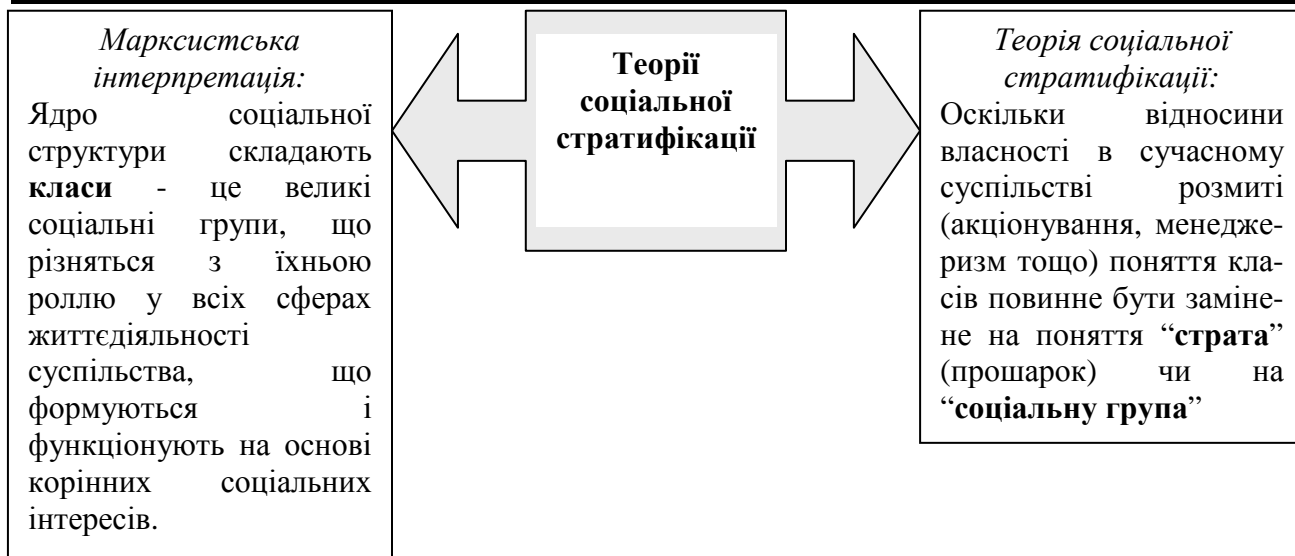 Марксистська
інтерпретація:
Ядро соціальної
структури складають
класи - це великі
соціальні групи, що
різняться з їхньою
роллю у всіх сферах
життєдіяльності
суспільства, що
формуються і
функціонують на основі
корінних соціальних
інтересів.
Теорії
соціальної
стратифікації
Теорія соціальної
стратифікації:
Оскільки відносини
власності в сучасному
суспільстві розмиті
(акціонування, менедже-
ризм тощо) поняття кла-
сів повинне бути заміне-
не на поняття “страта”
(прошарок) чи на
“соціальну група”